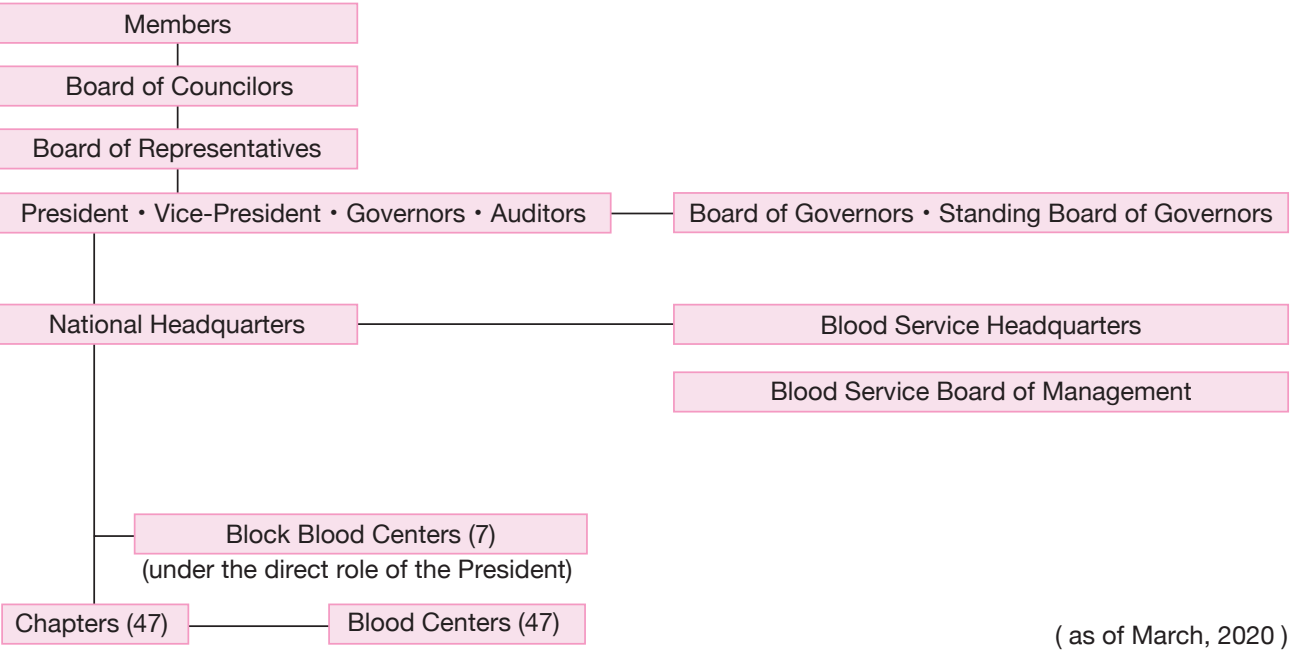 Members
Board of Councilors
Board of Representatives
President・Vice-President・Governors・Auditors
Board of Governors・Standing Board of Governors
National Headquarters
Blood Service Headquarters
Blood Service Board of Management
Block Blood Centers (7)
(under the direct role of the President)
Chapters (47)
Blood Centers (47)
( as of March, 2020 )